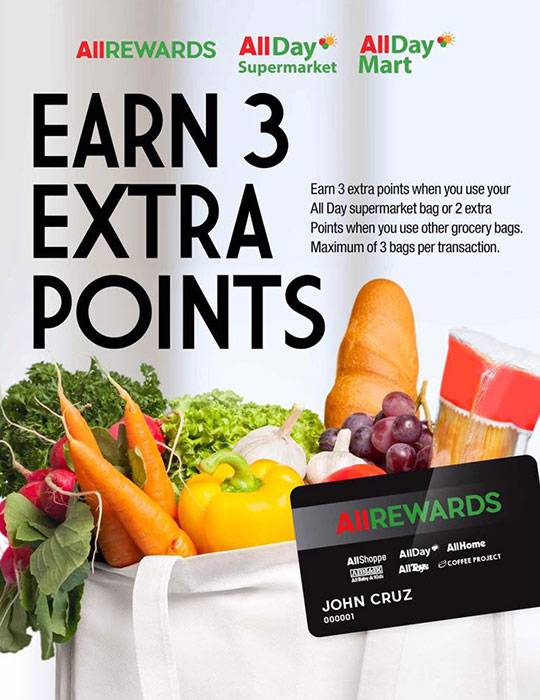 AllREWARDS AllDay Supermarket AllDay Mart
EARN 3
EXTRA
POINTS
Earn 3 extra points when you use your
All Day supermarket bag or 2 extra
Points when you use other grocery bags.
Maximum of 3 bags per transaction.
AllREWARDS
AllShoppe AllDay AllHome
All Baby & Kids AllToys COFFEE PROJECT
JOHN CRUZ
000001